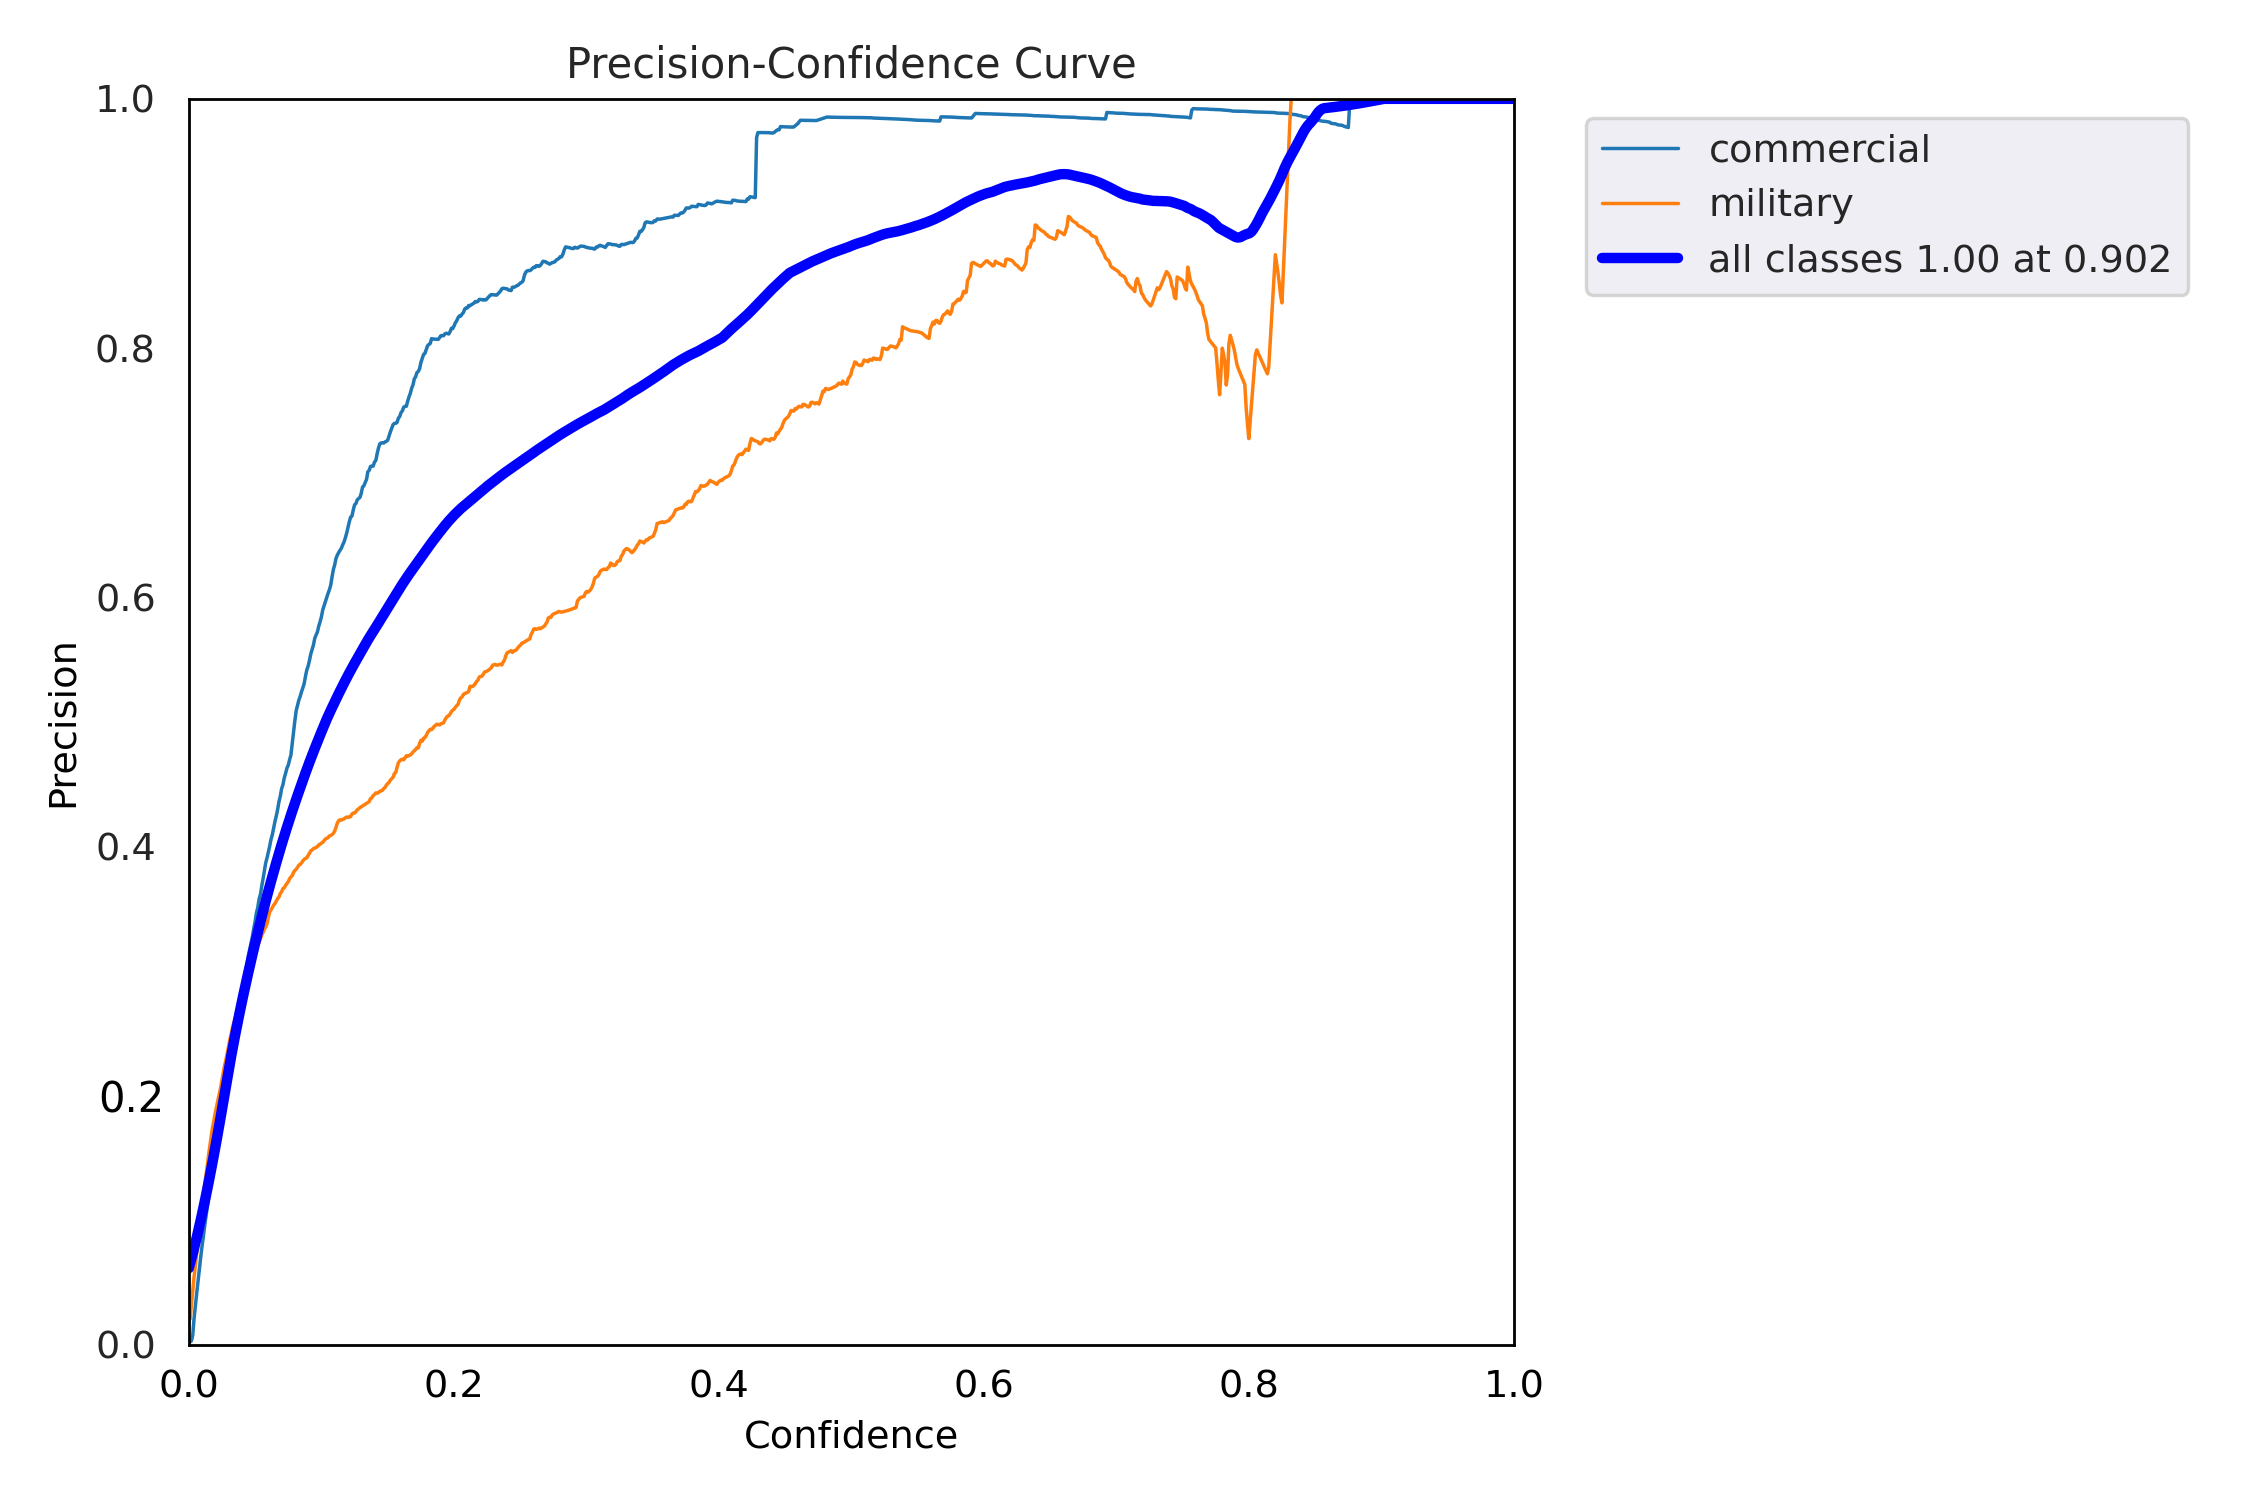 Precision-Confidence Curve
1.0
0.8
0.6
0.4
0.2
0.0
Precision
0.0 0.2 0.4 0.6 0.8 1.0
Confidence
commercial
military
all classes 1.00 at 0.902